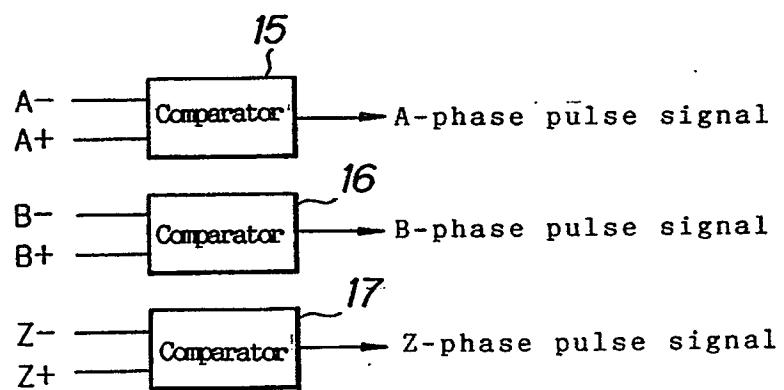 15
A-
A+
Comparator
A-phase pulse signal
16
B-
B+
Comparator
B-phase pulse signal
17
Z-
Z+
Comparator
Z-phase pulse signal